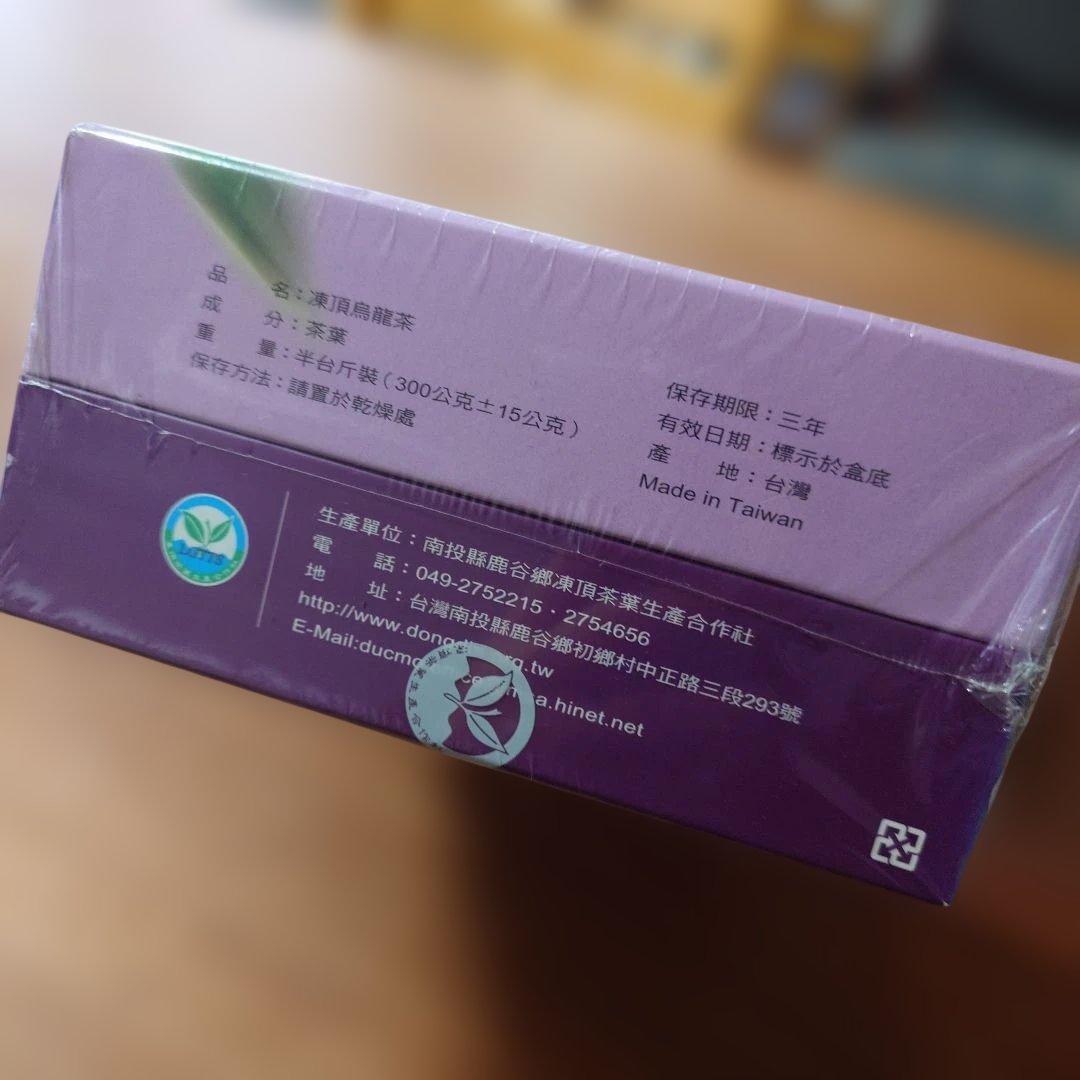 品名：凍頂烏龍茶
成分：茶葉
重量：半台斤裝（300公克±15公克）
保存方法：請置於乾燥處
保存期限：三年
有效日期：標示於盒底
產地：台灣
Made in Taiwan
生產單位：南投縣鹿谷鄉凍頂茶葉生產合作社
電話：049-2752215．2754656
地址：台灣南投縣鹿谷鄉初鄉村中正路三段293號
http://www.dong rg.tw
E-Mail:ducm a.hinet.net